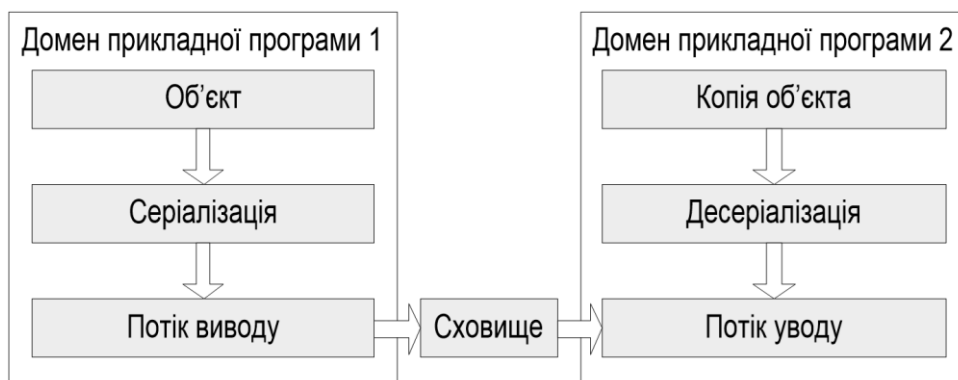 Домен прикладної програми 1
Об’єкт
Серіалізація
Потік виводу
Сховище
Домен прикладної програми 2
Копія об’єкта
Десеріалізація
Потік уводу